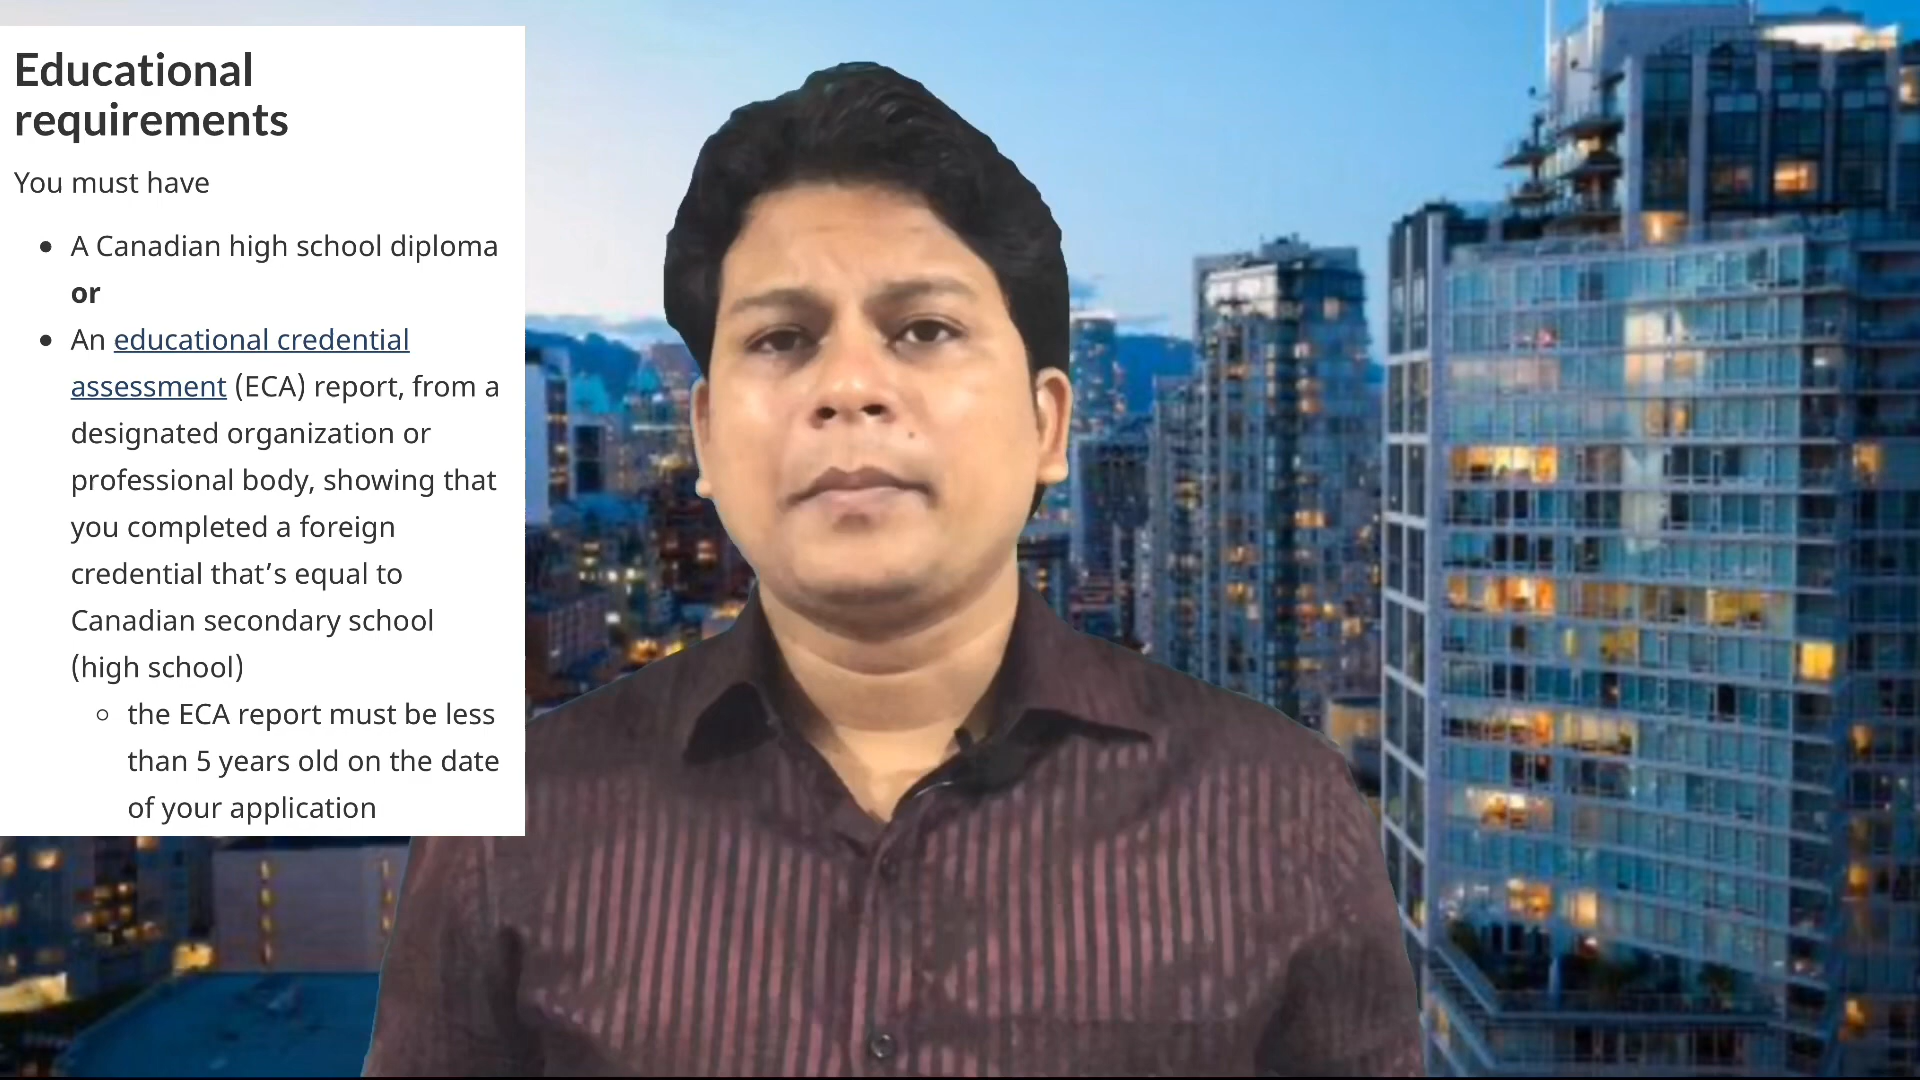 Educational
requirements
You must have
• A Canadian high school diploma
or
• An educational credential
assessment (ECA) report, from a
designated organization or
professional body, showing that
you completed a foreign
credential that’s equal to
Canadian secondary school
(high school)
○ the ECA report must be less
than 5 years old on the date
of your application